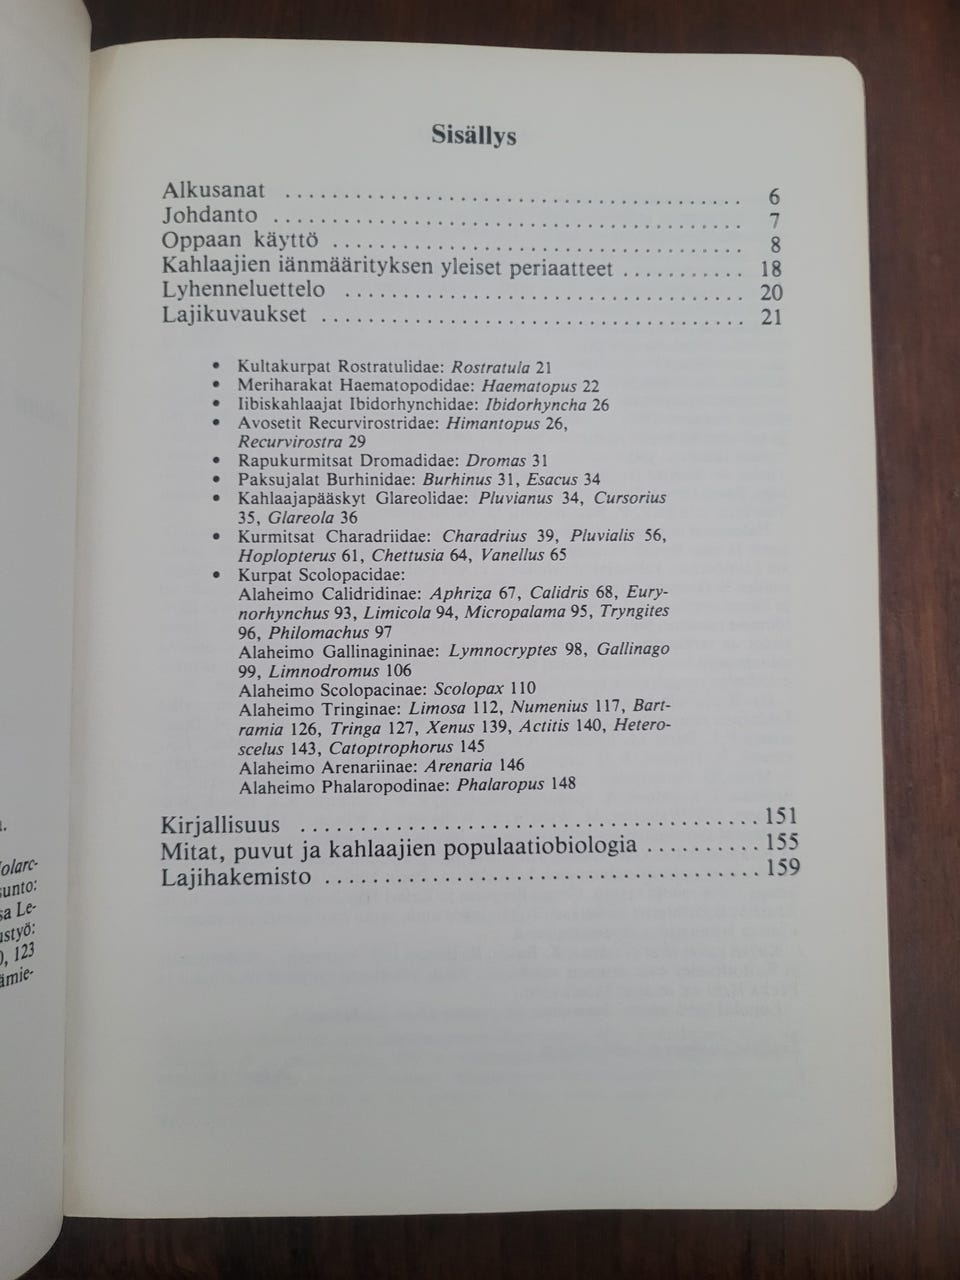 Sisällys
Alkusanat ........................................ 6
Johdanto ........................................ 7
Oppaan käyttö .................................... 8
Kahlaajien iänmäärityksen yleiset periaatteet ........... 18
Lyhenneluettelo ................................... 20
Lajikuvaukset ..................................... 21
• Kultakurpat Rostratulidae: Rostratula 21
• Meriharakat Haematopodidae: Haematopus 22
• Iibiskahlaajat Ibidorhynchidae: Ibidorhyncha 26
• Avosetit Recurvirostridae: Himantopus 26,
Recurvirostra 29
• Rapukurmitsat Dromadidae: Dromas 31
• Paksujalat Burhinidae: Burhinus 31, Esacus 34
• Kahlaajapääskyt Glareolidae: Pluvianus 34, Cursorius
35, Glareola 36
• Kurmitsat Charadriidae: Charadrius 39, Pluvialis 56,
Hoplopterus 61, Chettusia 64, Vanellus 65
• Kurpat Scolopacidae:
Alaheimo Calidridinae: Aphriza 67, Calidris 68, Eury-
norhynchus 93, Limicola 94, Micropalama 95, Tryngites
96, Philomachus 97
Alaheimo Gallinagininae: Lymnocryptes 98, Gallinago
99, Limnodromus 106
Alaheimo Scolopacinae: Scolopax 110
Alaheimo Tringinae: Limosa 112, Numenius 117, Bart-
ramia 126, Tringa 127, Xenus 139, Actitis 140, Hetero-
scelus 143, Catoptrophorus 145
Alaheimo Arenariinae: Arenaria 146
Alaheimo Phalaropodinae: Phalaropus 148
Kirjallisuus ....................................... 151
Mitat, puvut ja kahlaajien populaatiobiologia .......... 155
Lajihakemisto ..................................... 159
olarc-
sunto:
sa Le-
ustyö:
), 123
ämie-